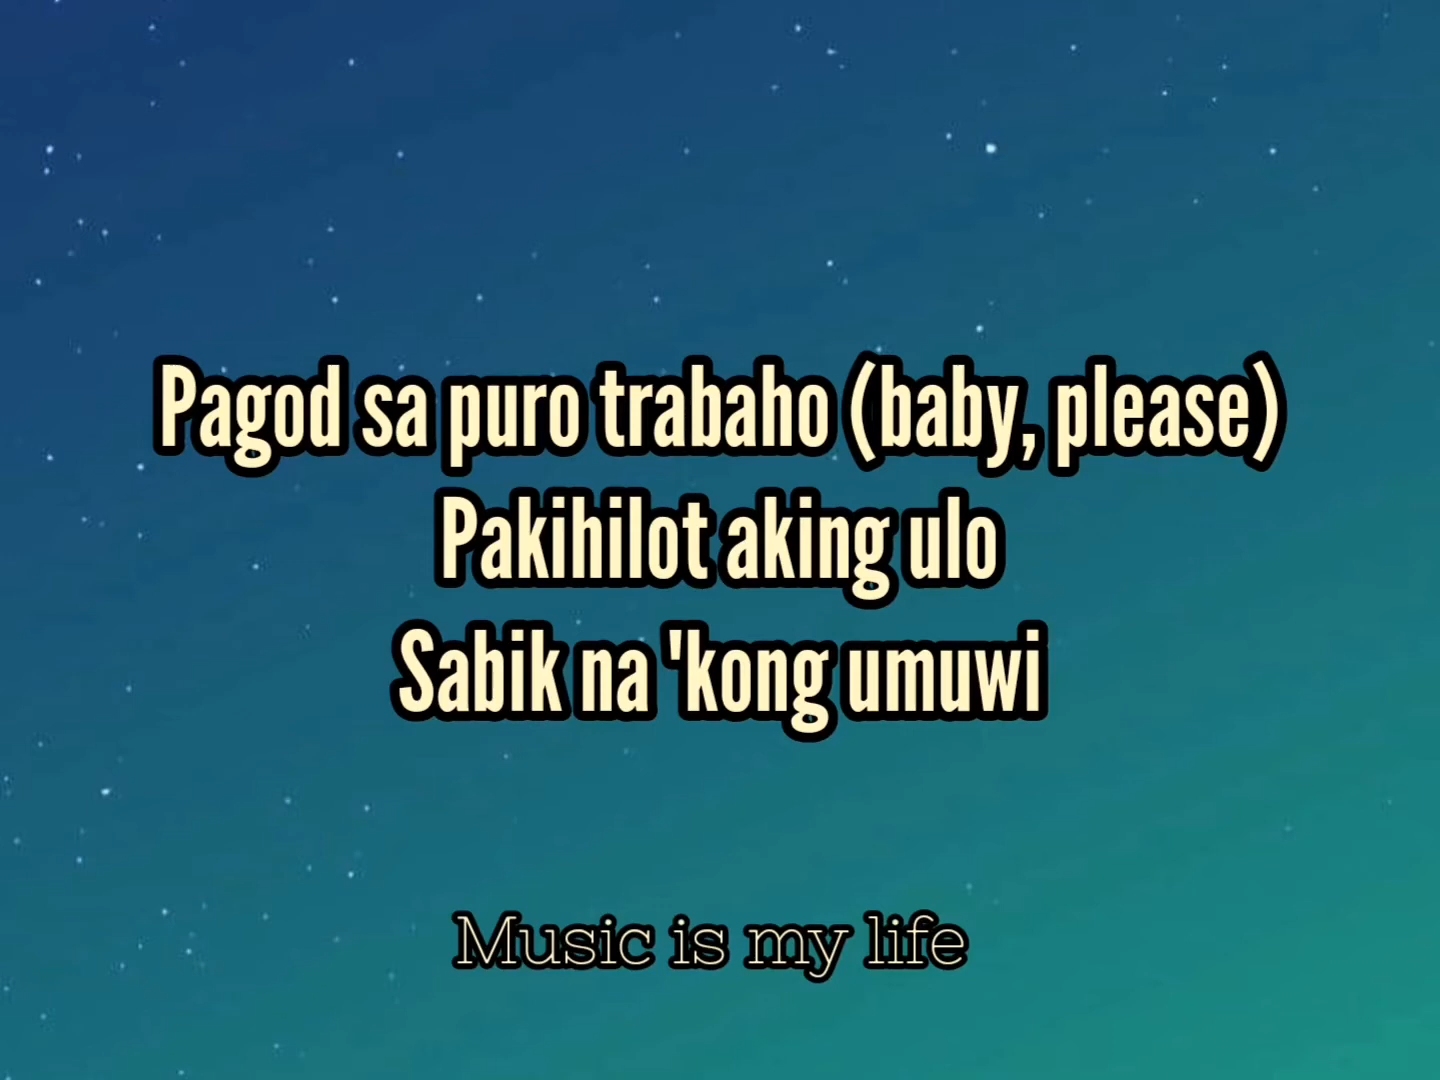 Pagod sa puro trabaho (baby, please)
Pakihilot aking ulo
Sabik na 'kong umuwi
Music is my life